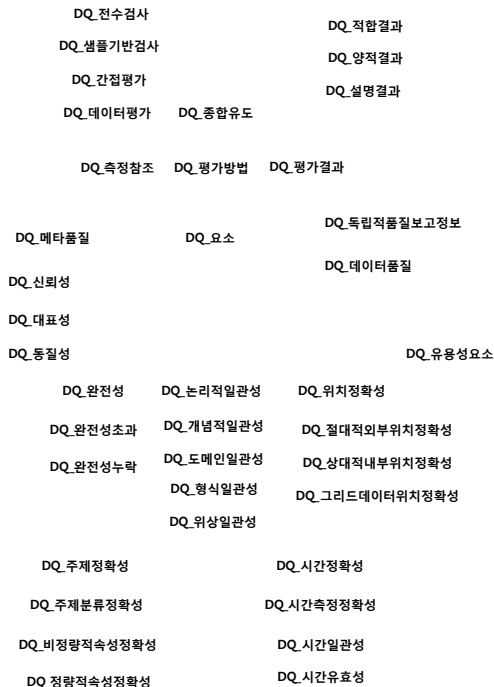 DQ_전수검사
DQ_적합결과
DQ_샘플기반검사
DQ_양적결과
DQ_간접평가
DQ_설명결과
DQ_데이터평가 DQ_종합유도
DQ_측정참조 DQ_평가방법 DQ_평가결과
DQ_독립적품질보고정보
DQ_메타품질 DQ_요소
DQ_데이터품질
DQ_신뢰성
DQ_대표성
DQ_동질성 DQ_유용성요소
DQ_완전성 DQ_논리적일관성 DQ_위치정확성
DQ_완전성초과 DQ_개념적일관성 DQ_절대적외부위치정확성
DQ_완전성누락 DQ_도메인일관성 DQ_상대적내부위치정확성
DQ_형식일관성 DQ_그리드데이터위치정확성
DQ_위상일관성
DQ_주제정확성 DQ_시간정확성
DQ_주제분류정확성 DQ_시간측정정확성
DQ_비정량적속성정확성 DQ_시간일관성
DQ_정량적속성정확성 DQ_시간유효성